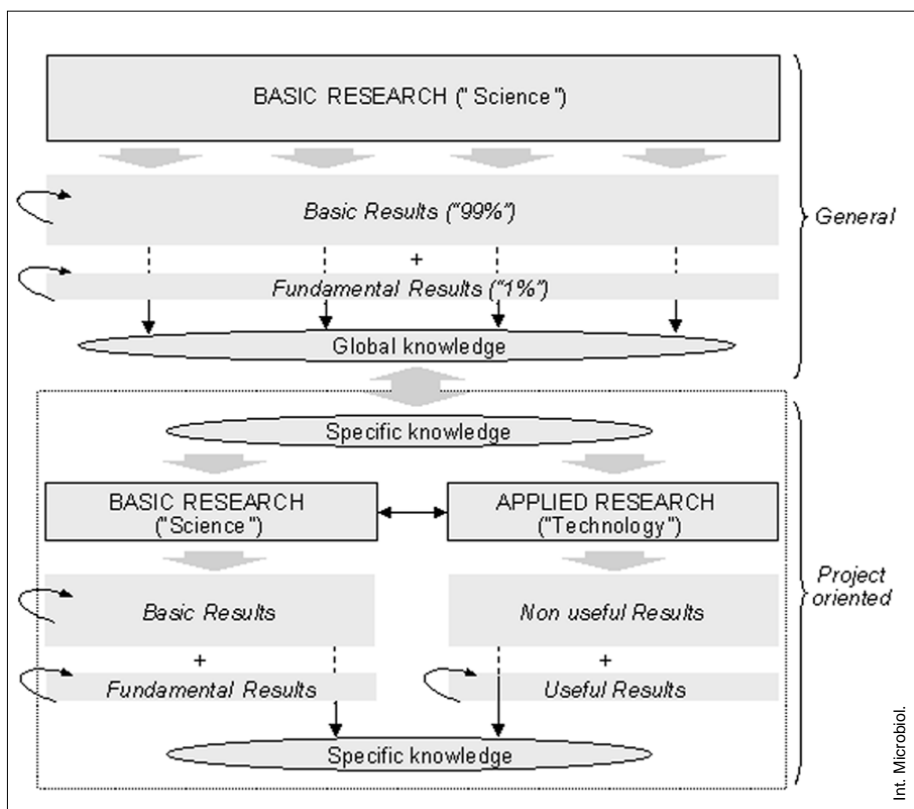 BASIC RESEARCH ("Science")
Basic Results ("99%")
+
Fundamental Results ("1%")
Global knowledge
General
Specific knowledge
BASIC RESEARCH
("Science")
APPLIED RESEARCH
("Technology")
Basic Results
+
Fundamental Results
Non useful Results
+
Useful Results
Specific knowledge
Project
oriented
Int. Microbiol.